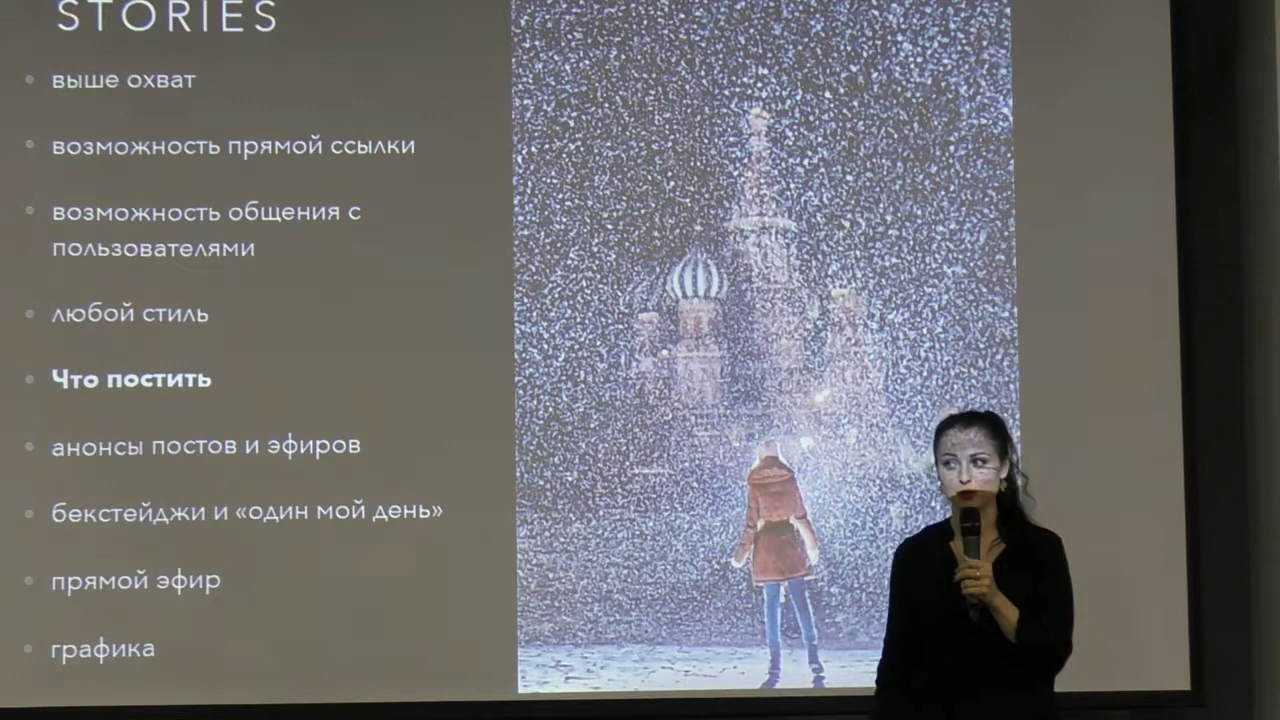 STORIES
выше охват
возможность прямой ссылки
возможность общения с
пользователями
любой стиль
Что постить
анонсы постов и эфиров
бекстейджи и «один мой день»
прямой эфир
графика